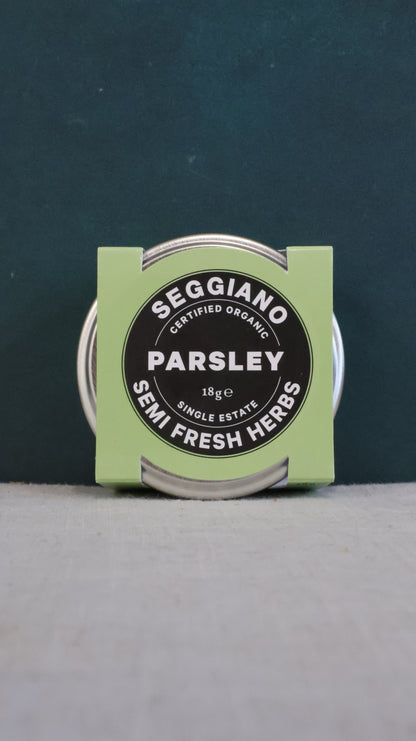 SEGGIANO
CERTIFIED ORGANIC
PARSLEY
18g℮
SINGLE ESTATE
SEMI FRESH HERBS